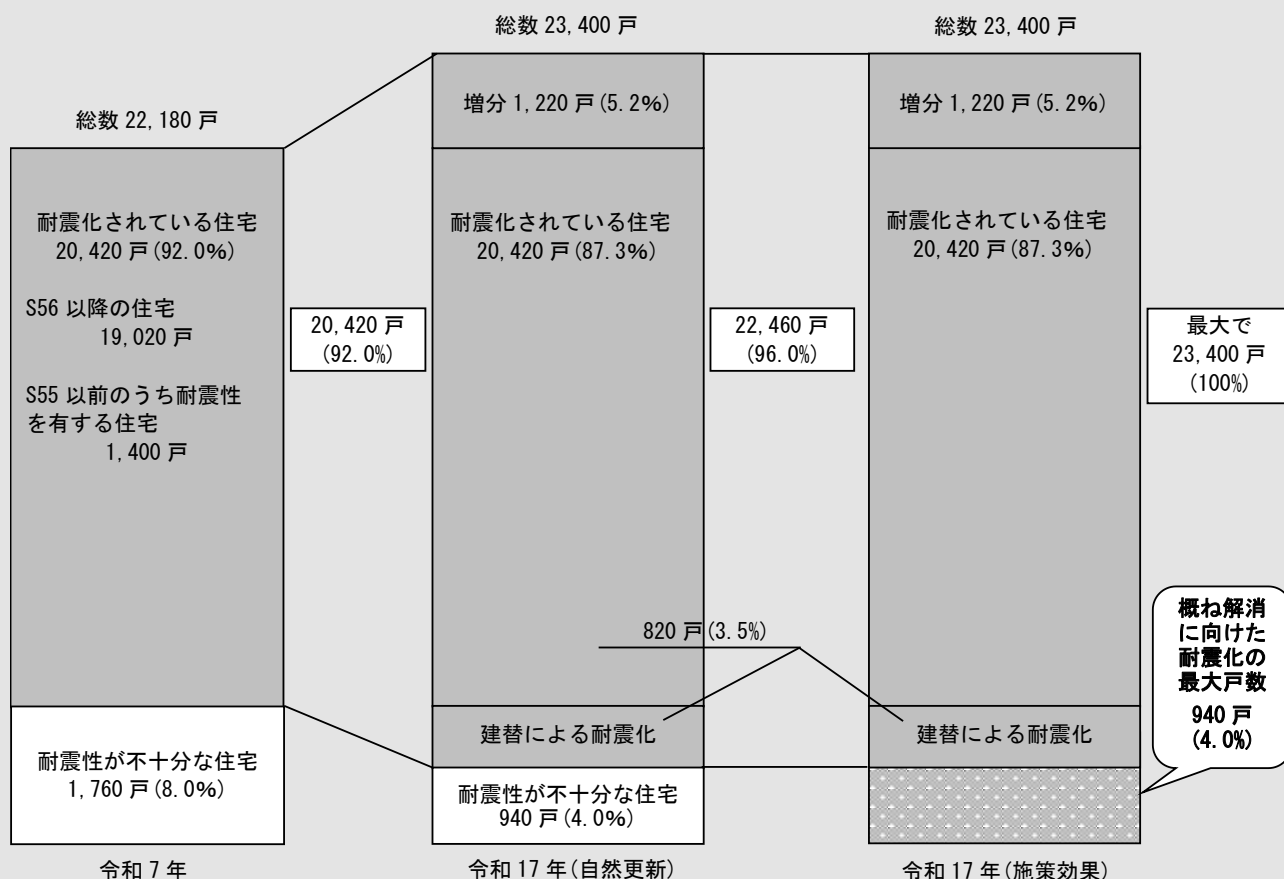 総数 22,180 戸
耐震化されている住宅
20,420 戸(92.0%)
S56 以降の住宅
19,020 戸
S55 以前のうち耐震性
を有する住宅
1,400 戸
耐震性が不十分な住宅
1,760 戸(8.0%)
令和 7 年
20,420 戸
(92.0%)
総数 23,400 戸
増分 1,220 戸(5.2%)
耐震化されている住宅
20,420 戸(87.3%)
820 戸(3.5%)
建替による耐震化
耐震性が不十分な住宅
940 戸(4.0%)
令和 17 年(自然更新)
22,460 戸
(96.0%)
総数 23,400 戸
増分 1,220 戸(5.2%)
耐震化されている住宅
20,420 戸(87.3%)
建替による耐震化
令和 17 年(施策効果)
最大で
23,400 戸
(100%)
概ね解消
に向けた
耐震化の
最大戸数
940 戸
(4.0%)